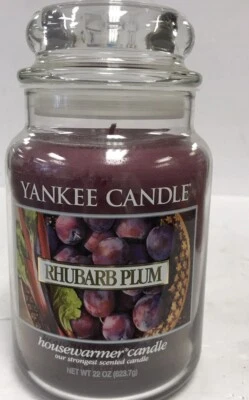 YANKEE CANDLE®
RHUBARB PLUM
housewarmer® candle
our strongest scented candle
NET WT 22 OZ (623.7g)